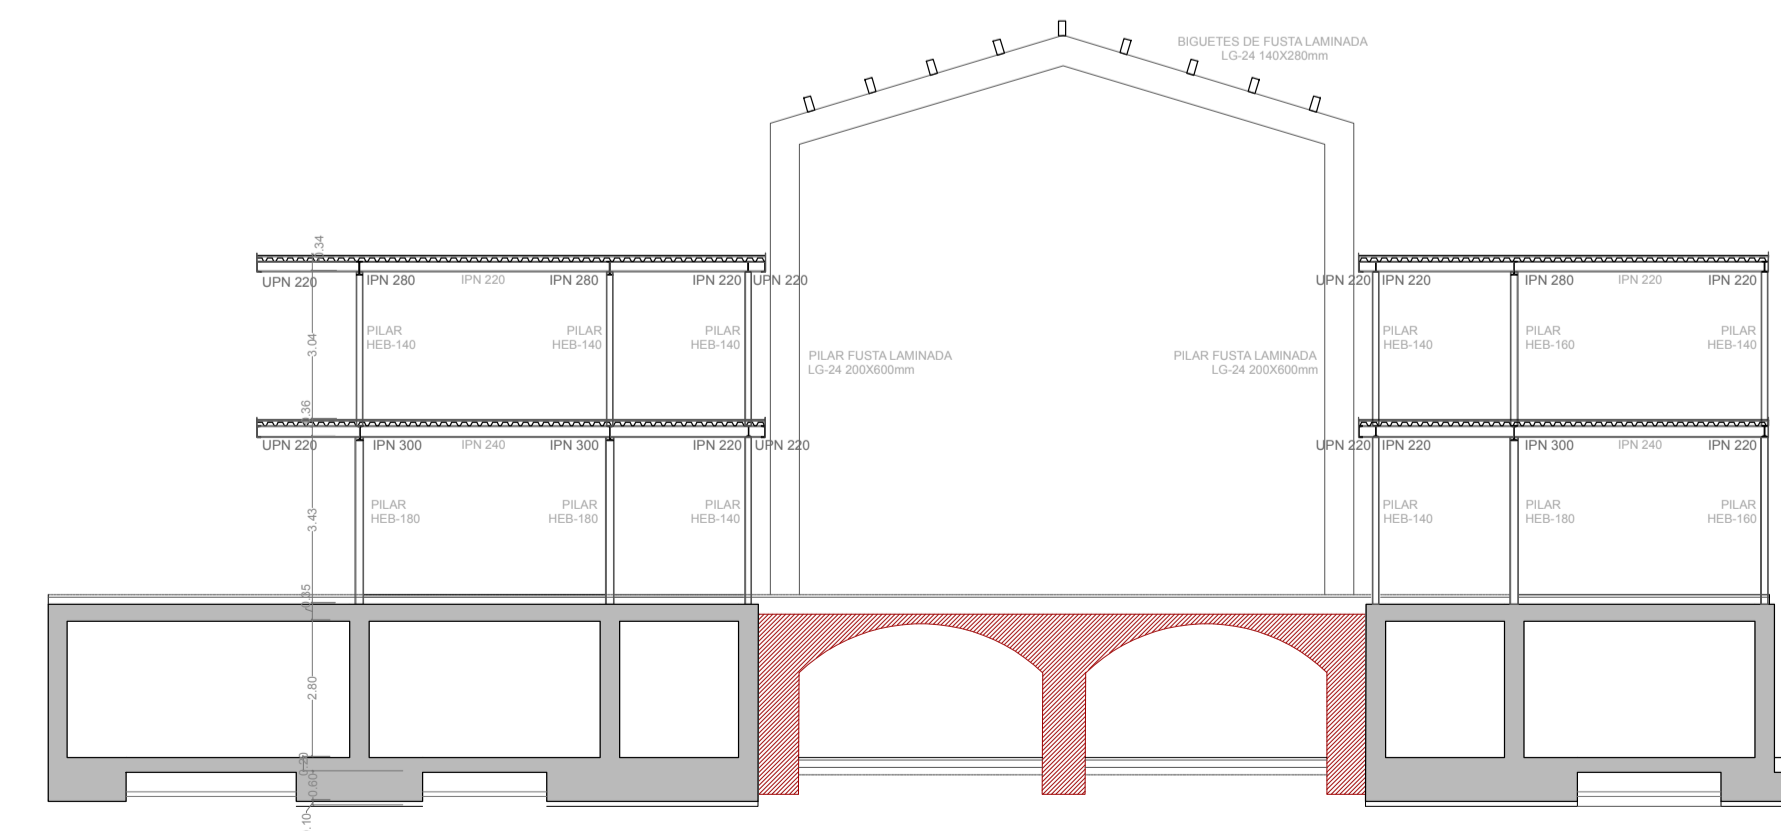 BIGUETES DE FUSTA LAMINADA
LG-24 140X280mm
UPN 220
IPN 280
IPN 220
IPN 280
IPN 220
UPN 220
UPN 220
IPN 220
IPN 280
IPN 220
IPN 220
PILAR
HEB-140
PILAR
HEB-140
PILAR
HEB-140
PILAR
HEB-140
PILAR
HEB-160
PILAR
HEB-140
3.04
PILAR FUSTA LAMINADA
LG-24 200X600mm
PILAR FUSTA LAMINADA
LG-24 200X600mm
UPN 220
IPN 300
IPN 240
IPN 300
IPN 220
UPN 220
UPN 220
IPN 220
IPN 300
IPN 240
IPN 220
PILAR
HEB-180
PILAR
HEB-180
PILAR
HEB-140
PILAR
HEB-140
PILAR
HEB-180
PILAR
HEB-160
3.43
2.80
0.20
0.60